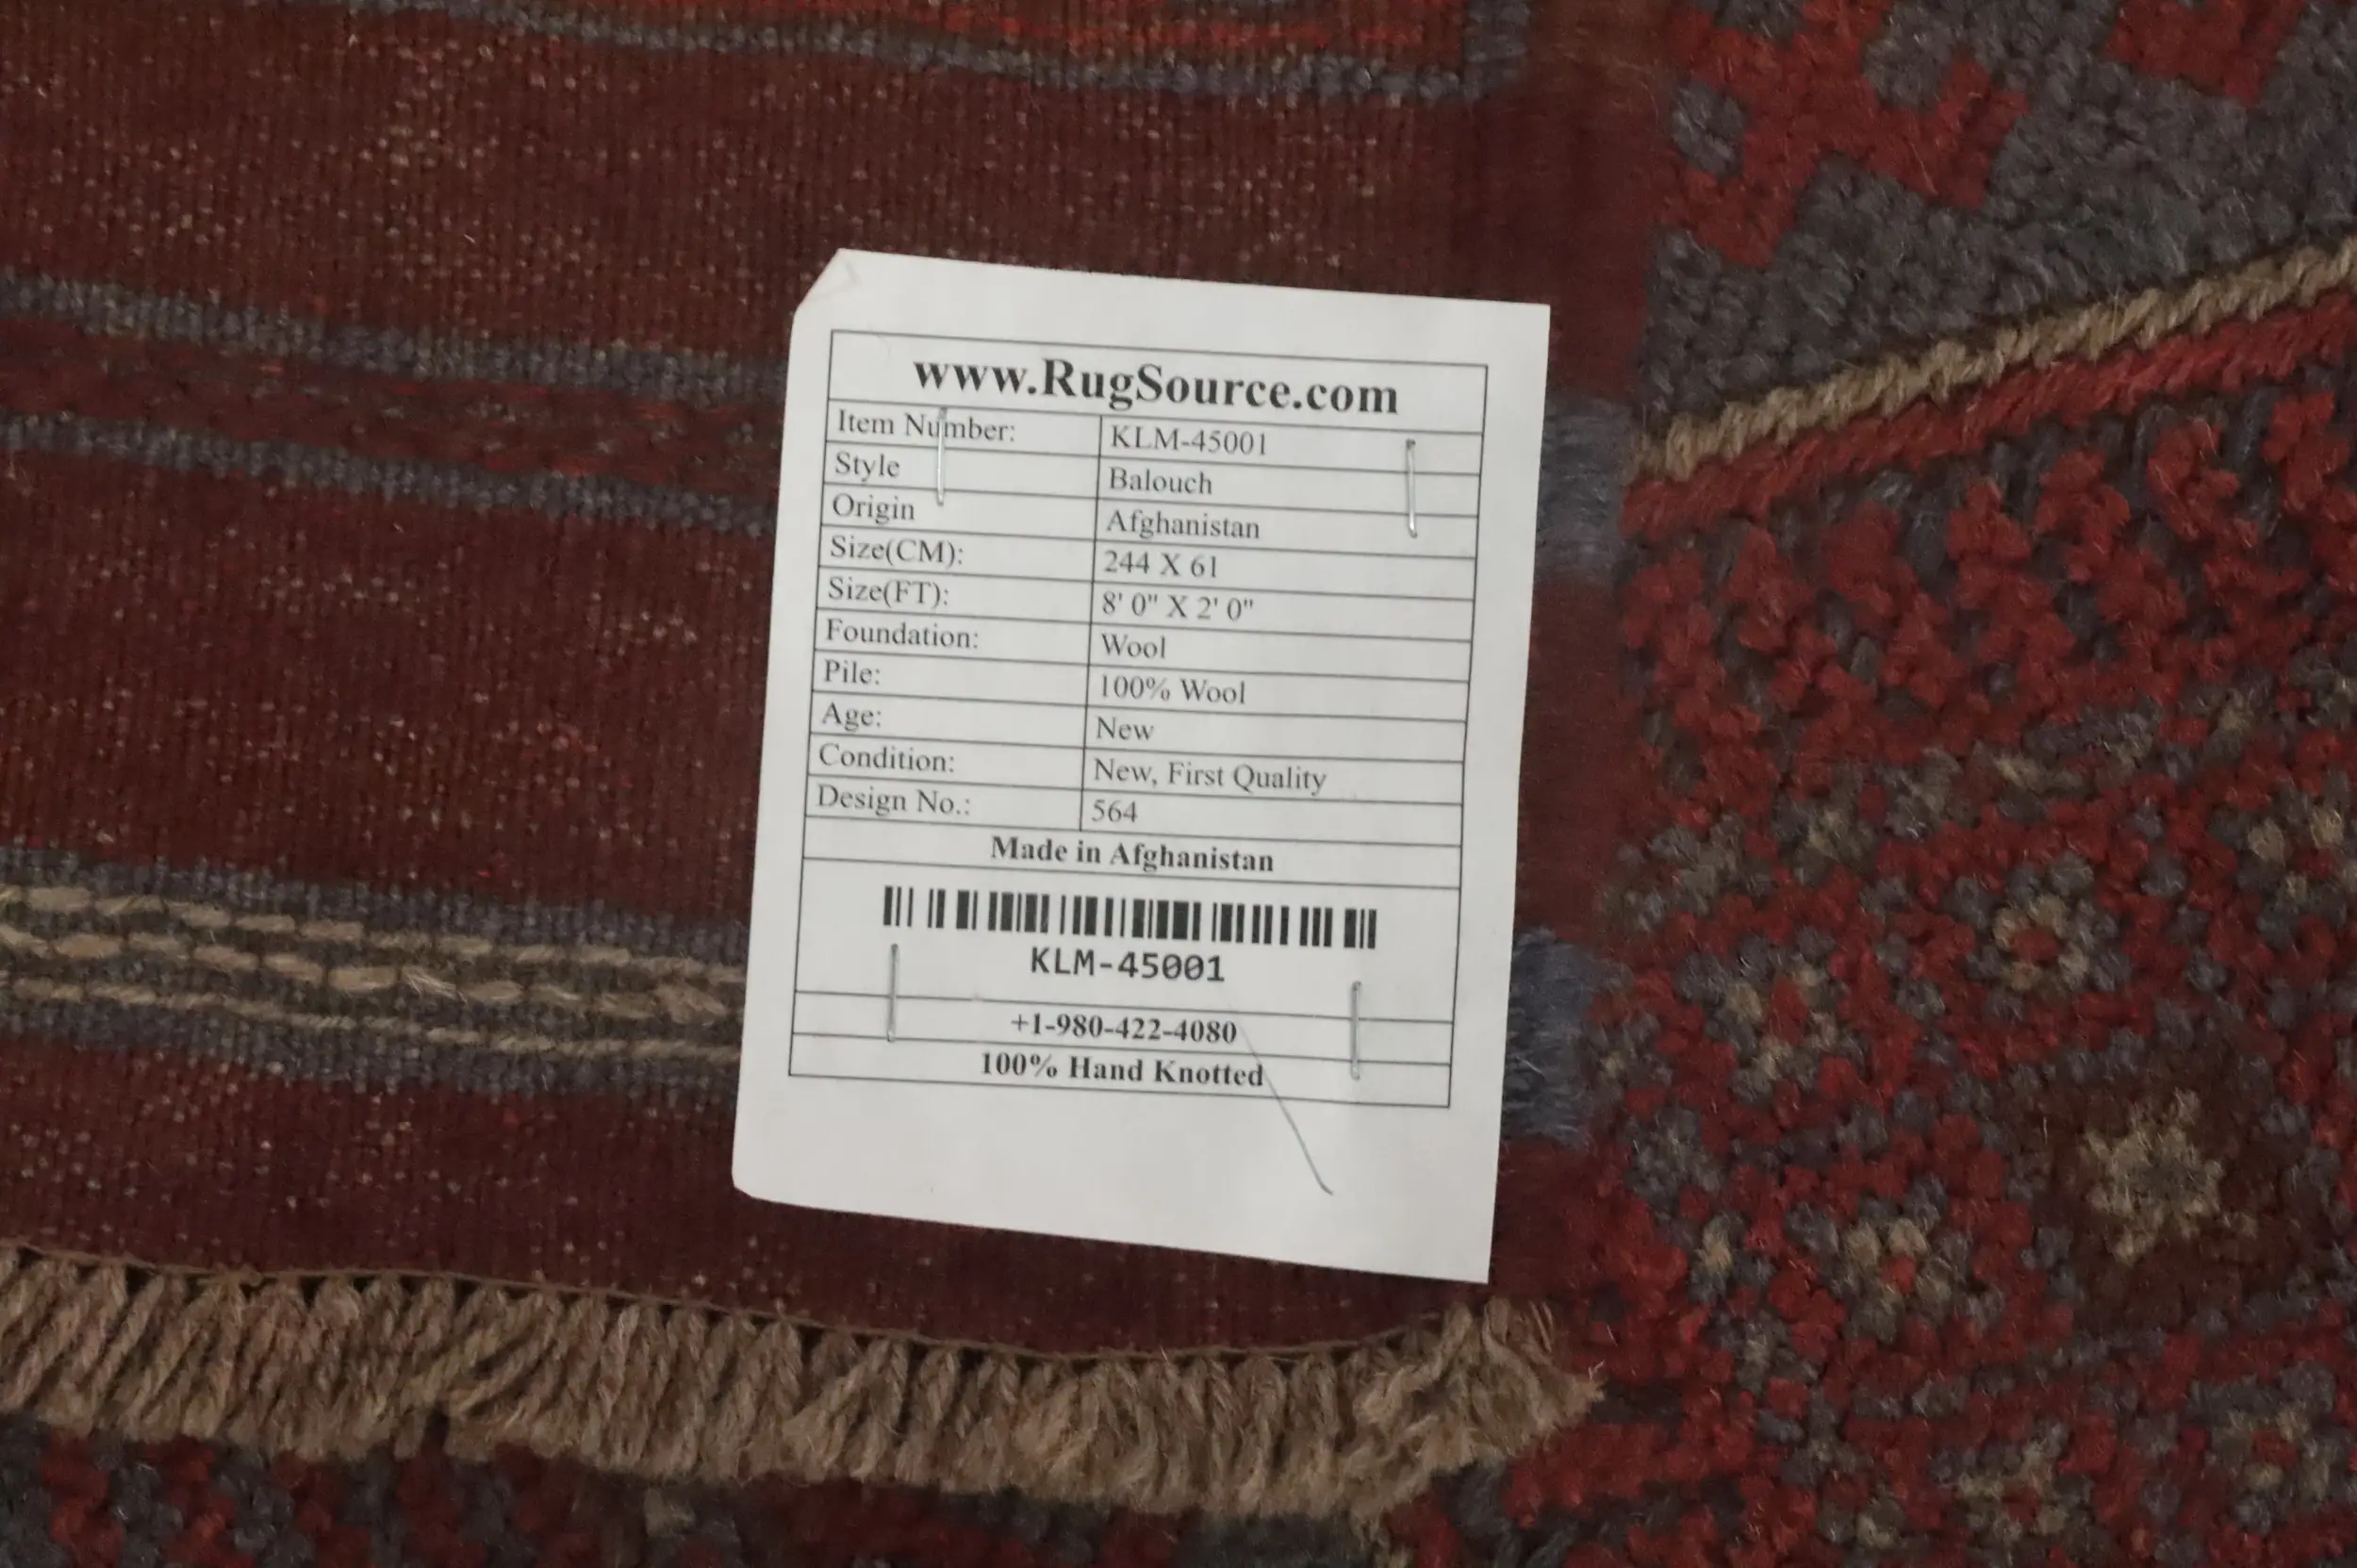 www.RugSource.com
Item Number: KLM-45001
Style Balouch
Origin Afghanistan
Size(CM): 244 X 61
Size(FT): 8' 0" X 2' 0"
Foundation: Wool
Pile: 100% Wool
Age: New
Condition: New, First Quality
Design No.: 564
Made in Afghanistan
KLM-45001
+1-980-422-4080
100% Hand Knotted